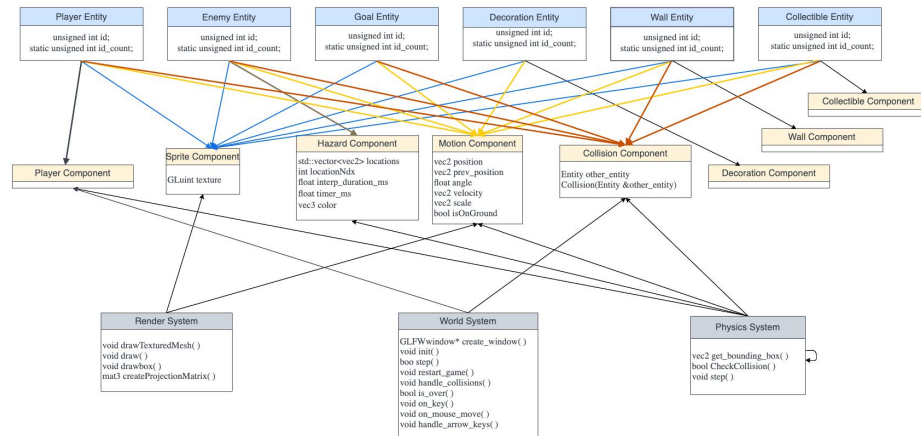 Player Entity
unsigned int id;
static unsigned int id_count;
Enemy Entity
unsigned int id;
static unsigned int id_count;
Goal Entity
unsigned int id;
static unsigned int id_count;
Decoration Entity
unsigned int id;
static unsigned int id_count;
Wall Entity
unsigned int id;
static unsigned int id_count;
Collectible Entity
unsigned int id;
static unsigned int id_count;
Collectible Component
Wall Component
Decoration Component
Player Component
Sprite Component
GLuint texture
Hazard Component
std::vector<vec2> locations
int locationNdx
float interp_duration_ms
float timer_ms
vec3 color
Motion Component
vec2 position
vec2 prev_position
float angle
vec2 velocity
vec2 scale
bool isOnGround
Collision Component
Entity other_entity
Collision(Entity &other_entity)
Render System
void drawTexturedMesh( )
void draw( )
void drawbox( )
mat3 createProjectionMatrix( )
World System
GLFWwindow* create_window( )
void init( )
boo step( )
void restart_game( )
void handle_collisions( )
bool is_over( )
void on_key( )
void on_mouse_move( )
void handle_arrow_keys( )
Physics System
vec2 get_bounding_box( )
bool CheckCollision( )
void step( )